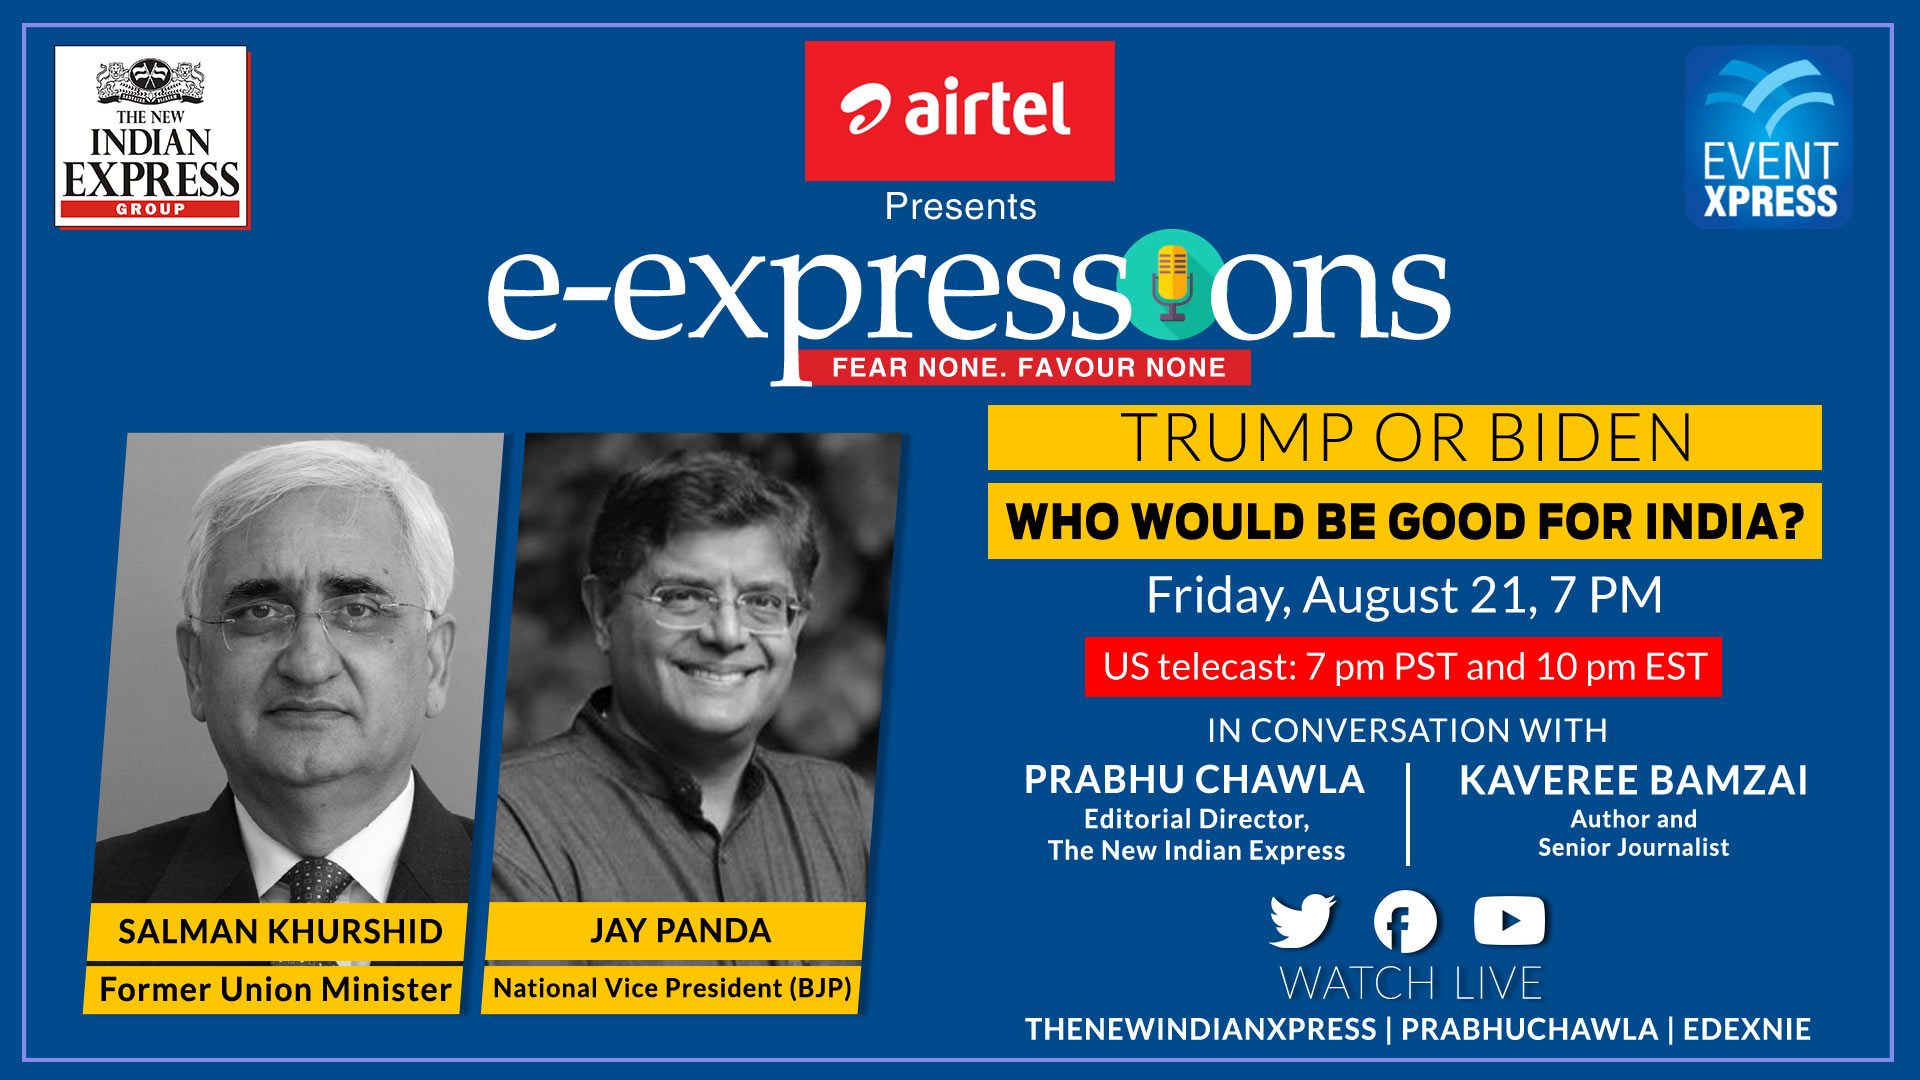 THE NEW
INDIAN
EXPRESS
GROUP
airtel
EVENT
XPRESS
Presents
e-expressions
FEAR NONE. FAVOUR NONE
TRUMP OR BIDEN
WHO WOULD BE GOOD FOR INDIA?
Friday, August 21, 7 PM
US telecast: 7 pm PST and 10 pm EST
IN CONVERSATION WITH
PRABHU CHAWLA
Editorial Director,
The New Indian Express
KAVEREE BAMZAI
Author and
Senior Journalist
SALMAN KHURSHID
Former Union Minister
JAY PANDA
National Vice President (BJP)
WATCH LIVE
THENEWINDIANXPRESS | PRABHUCHAWLA | EDEXNIE